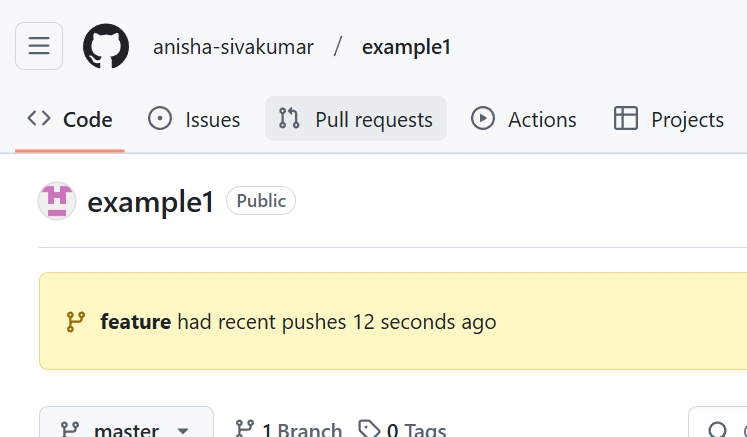 anisha-sivakumar / example1
Code Issues Pull requests Actions Projects
example1 Public
feature had recent pushes 12 seconds ago
master 1 Branch 0 Tags